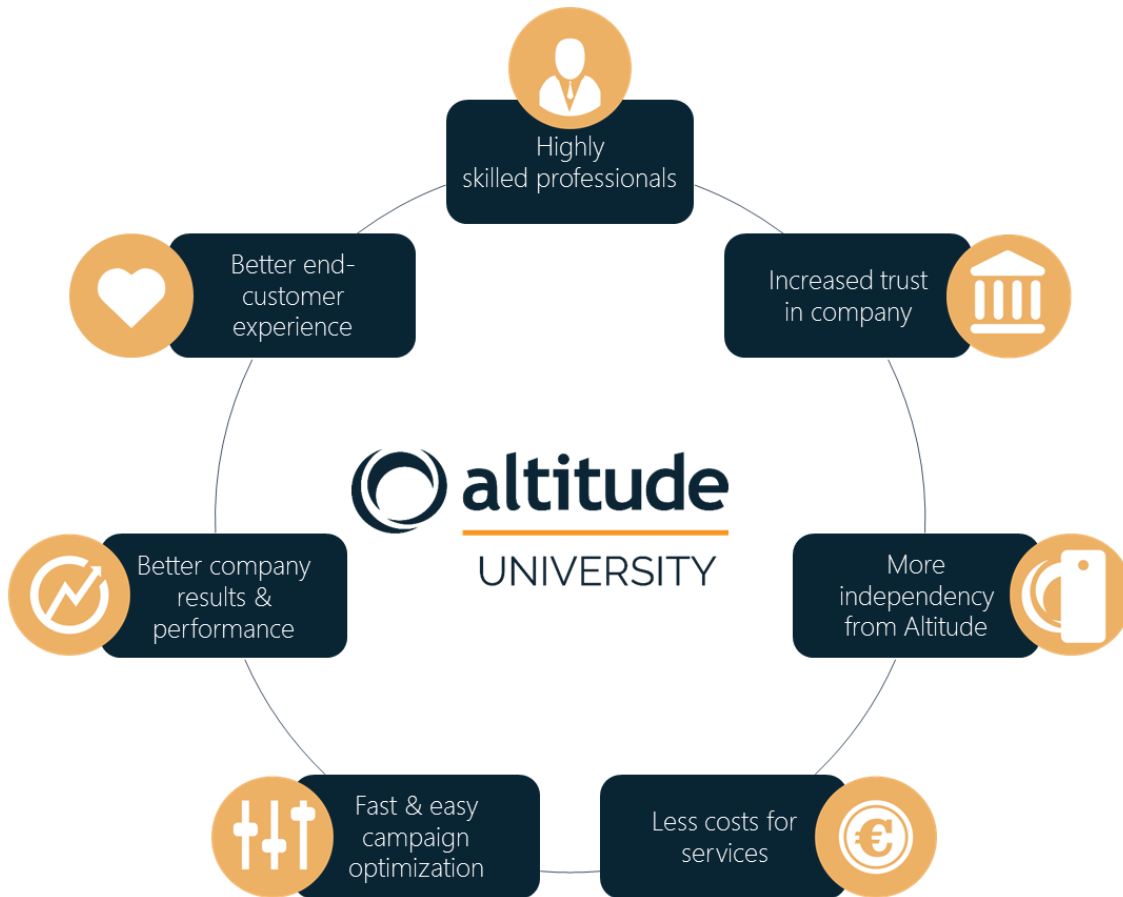 Highly
skilled professionals
Increased trust
in company
More
independency
from Altitude
Less costs for
services
€
Fast & easy
campaign
optimization
Better company
results &
performance
Better end-
customer
experience
altitude
UNIVERSITY